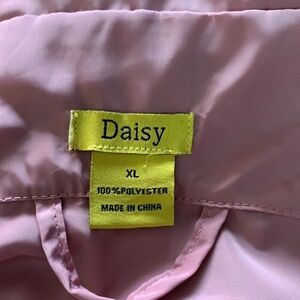 Daisy
XL
100%POLYESTER
MADE IN CHINA